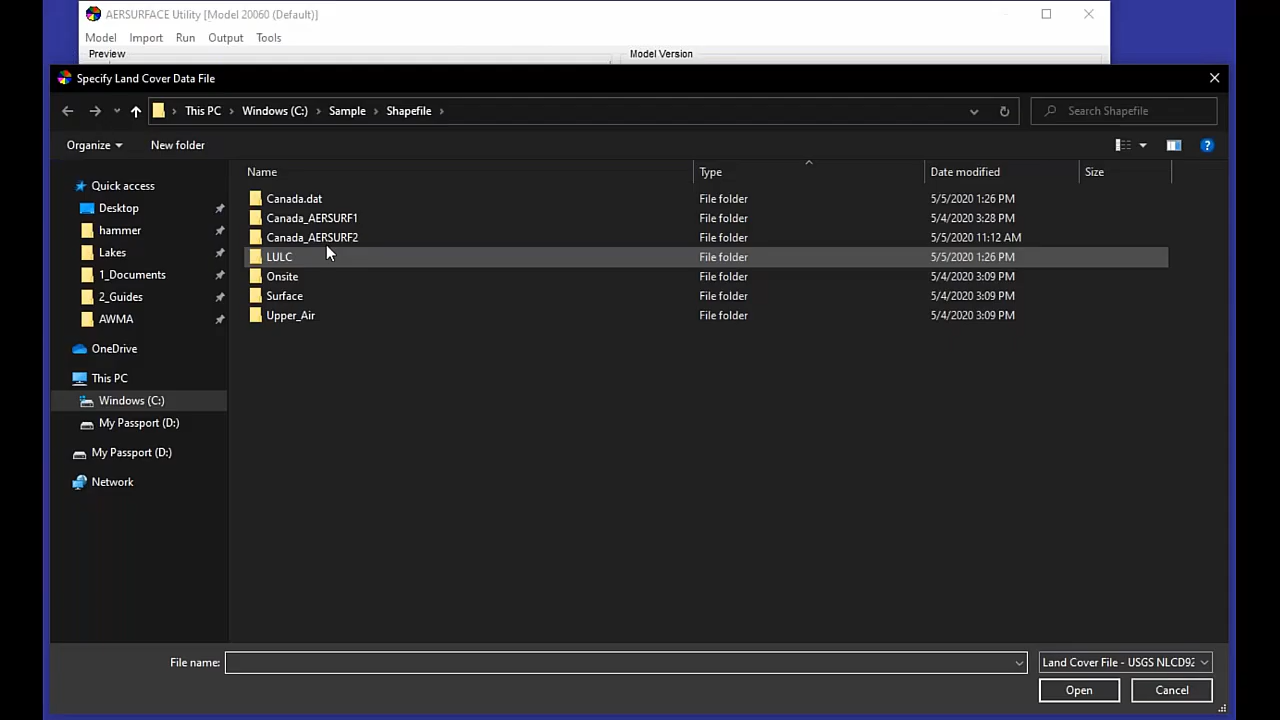 AERSURFACE Utility [Model 20060 (Default)]
Model Import Run Output Tools
Preview Model Version
Specify Land Cover Data File
This PC Windows (C:) Sample Shapefile Search Shapefile
Organize New folder
Name Type Date modified Size
Quick access
Desktop
hammer
Lakes
1_Documents
2_Guides
AWMA
OneDrive
This PC
Windows (C:)
My Passport (D:)
My Passport (D:)
Network
Canada.dat File folder 5/5/2020 1:26 PM
Canada_AERSURF1 File folder 5/4/2020 3:28 PM
Canada_AERSURF2 File folder 5/5/2020 11:12 AM
LULC File folder 5/5/2020 1:26 PM
Onsite File folder 5/4/2020 3:09 PM
Surface File folder 5/4/2020 3:09 PM
Upper_Air File folder 5/4/2020 3:09 PM
File name: Land Cover File - USGS NLCD92
Open Cancel